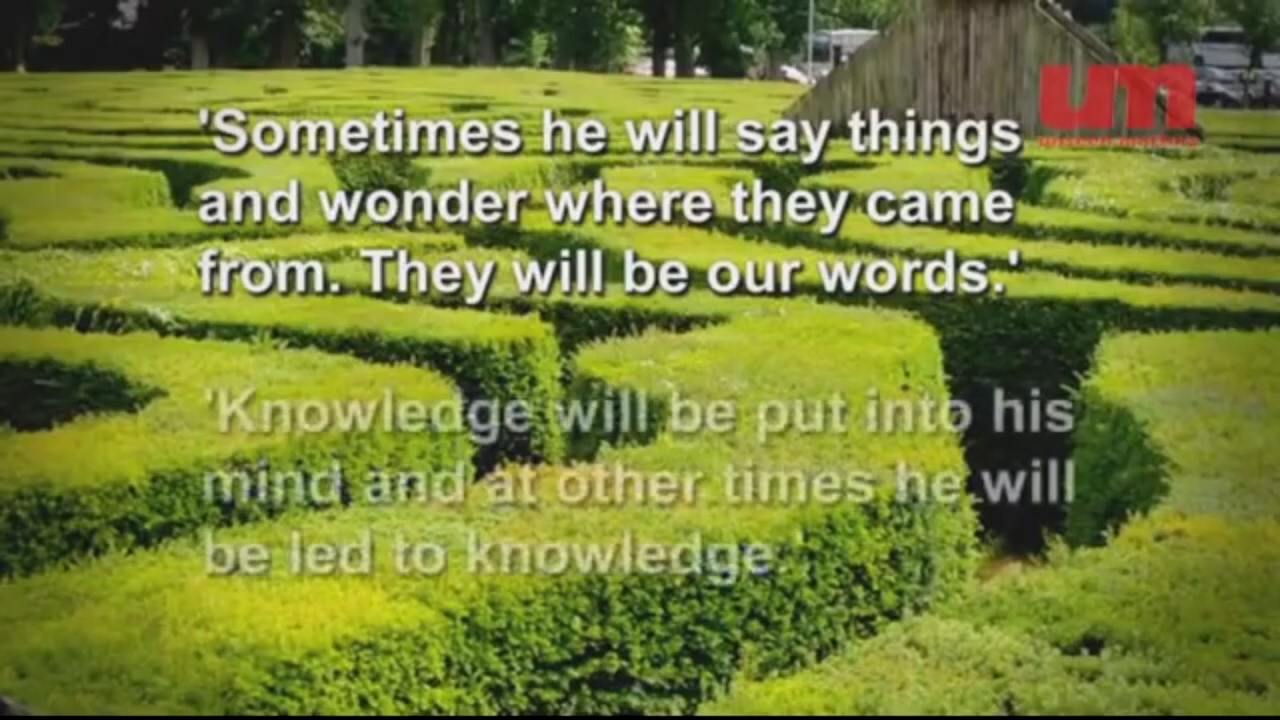 'Sometimes he will say things
and wonder where they came
from. They will be our words.'
'Knowledge will be put into his
mind and at other times he will
be led to knowledge.
um